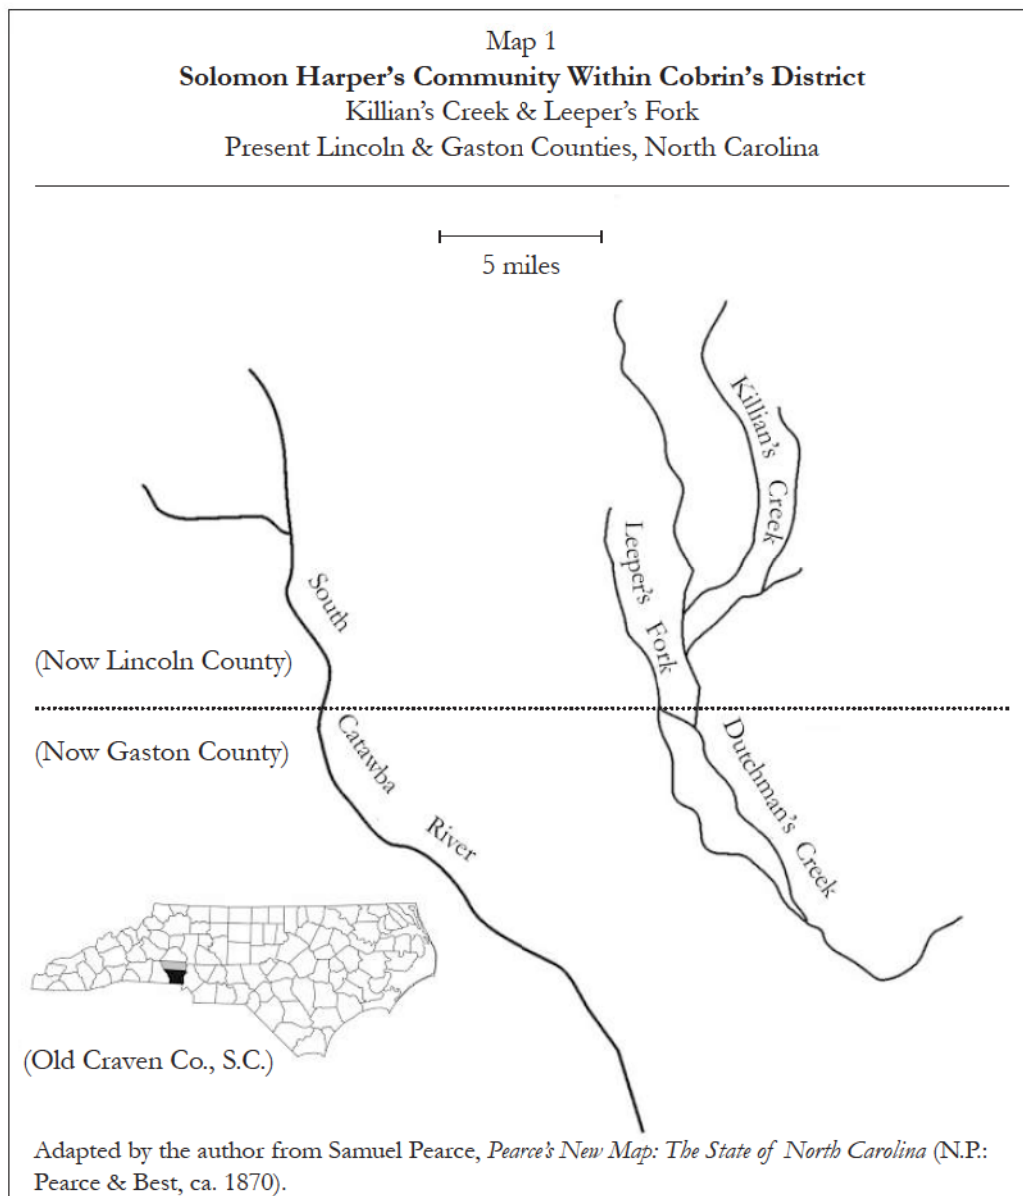 Map 1
Solomon Harper's Community Within Cobrin's District
Killian's Creek & Leeper's Fork
Present Lincoln & Gaston Counties, North Carolina
5 miles
Killian's Creek
Leeper's Fork
South
(Now Lincoln County)
(Now Gaston County)
Catawba
River
Dutchman's Creek
(Old Craven Co., S.C.)
Adapted by the author from Samuel Pearce, Pearce's New Map: The State of North Carolina (N.P.:
Pearce & Best, ca. 1870).